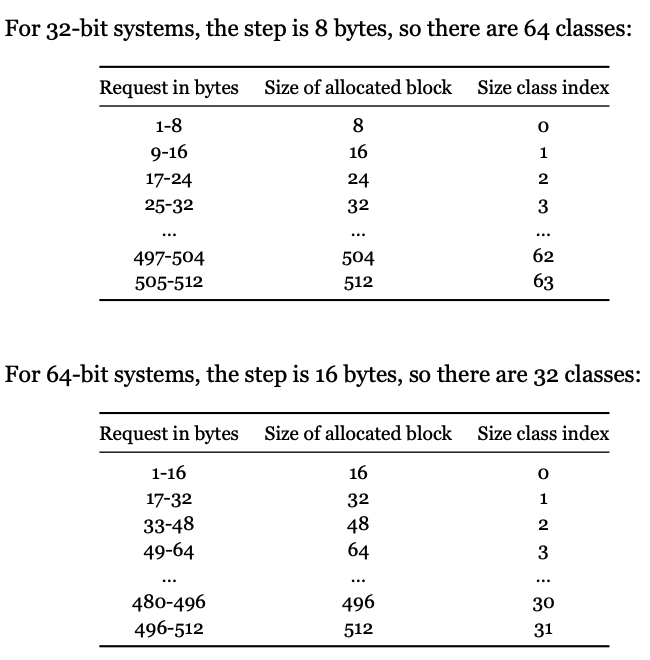 For 32-bit systems, the step is 8 bytes, so there are 64 classes:
Request in bytes Size of allocated block Size class index
1-8 8 0
9-16 16 1
17-24 24 2
25-32 32 3
... ... ...
497-504 504 62
505-512 512 63
For 64-bit systems, the step is 16 bytes, so there are 32 classes:
Request in bytes Size of allocated block Size class index
1-16 16 0
17-32 32 1
33-48 48 2
49-64 64 3
... ... ...
480-496 496 30
496-512 512 31